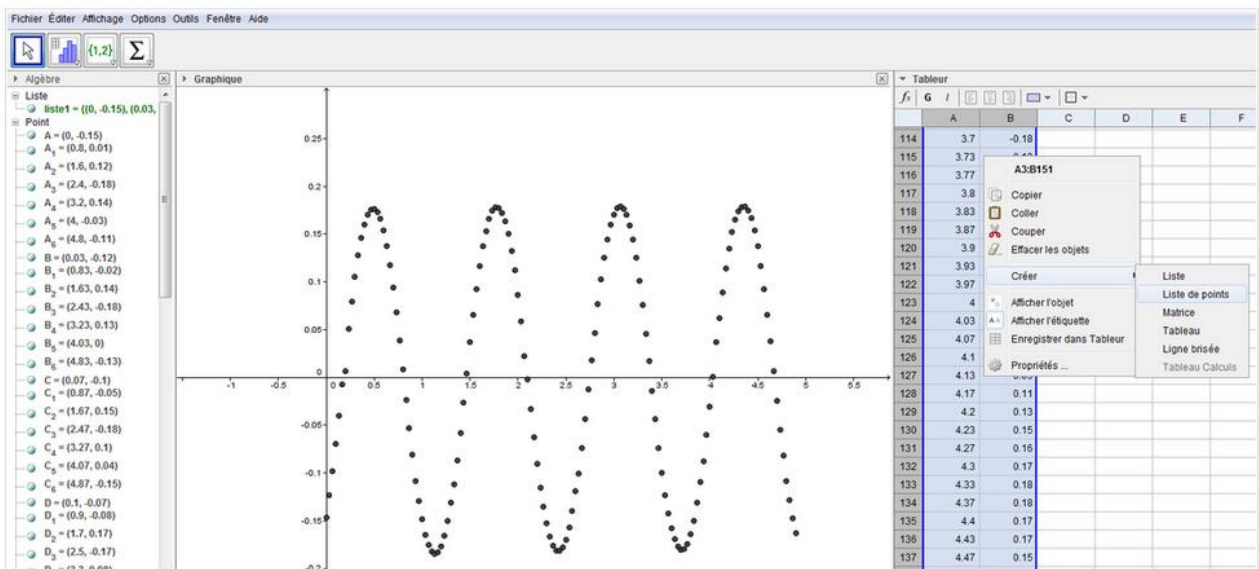 Fichier Éditer Affichage Options Outils Fenêtre Aide
{1,2} Σ
Algèbre
Liste
liste1 = {(0, -0.15), (0.03,
Point
A = (0, -0.15)
A₁ = (0.8, 0.01)
A₂ = (1.6, 0.12)
A₃ = (2.4, -0.18)
A₄ = (3.2, 0.14)
A₅ = (4, -0.03)
A₆ = (4.8, -0.11)
B = (0.03, -0.12)
B₁ = (0.83, -0.02)
B₂ = (1.63, 0.14)
B₃ = (2.43, -0.18)
B₄ = (3.23, 0.13)
B₅ = (4.03, 0)
B₆ = (4.83, -0.13)
C = (0.07, -0.1)
C₁ = (0.87, -0.05)
C₂ = (1.67, 0.15)
C₃ = (2.47, -0.18)
C₄ = (3.27, 0.1)
C₅ = (4.07, 0.04)
C₆ = (4.87, -0.15)
D = (0.1, -0.07)
D₁ = (0.9, -0.08)
D₂ = (1.7, 0.17)
D₃ = (2.5, -0.17)
Graphique
0.25
0.2
0.15
0.1
0.05
0
-0.05
-0.1
-0.15
-0.2
-1 -0.5 0.5 1 1.5 2 2.5 3 3.5 4 4.5 5 5.5
Tableur
fx G I
A B C D E F
114 3.7 -0.18
115 3.73
116 3.77
117 3.8
118 3.83
119 3.87
120 3.9
121 3.93
122 3.97
123 4
124 4.03
125 4.07
126 4.1
127 4.13
128 4.17 0.11
129 4.2 0.13
130 4.23 0.15
131 4.27 0.16
132 4.3 0.17
133 4.33 0.18
134 4.37 0.18
135 4.4 0.17
136 4.43 0.17
137 4.47 0.15
A3:B151
Copier
Coller
Couper
Effacer les objets
Créer
Afficher l'objet
AA Afficher l'étiquette
Enregistrer dans Tableur
Propriétés ...
Liste
Liste de points
Matrice
Tableau
Ligne brisée
Tableau Calculs